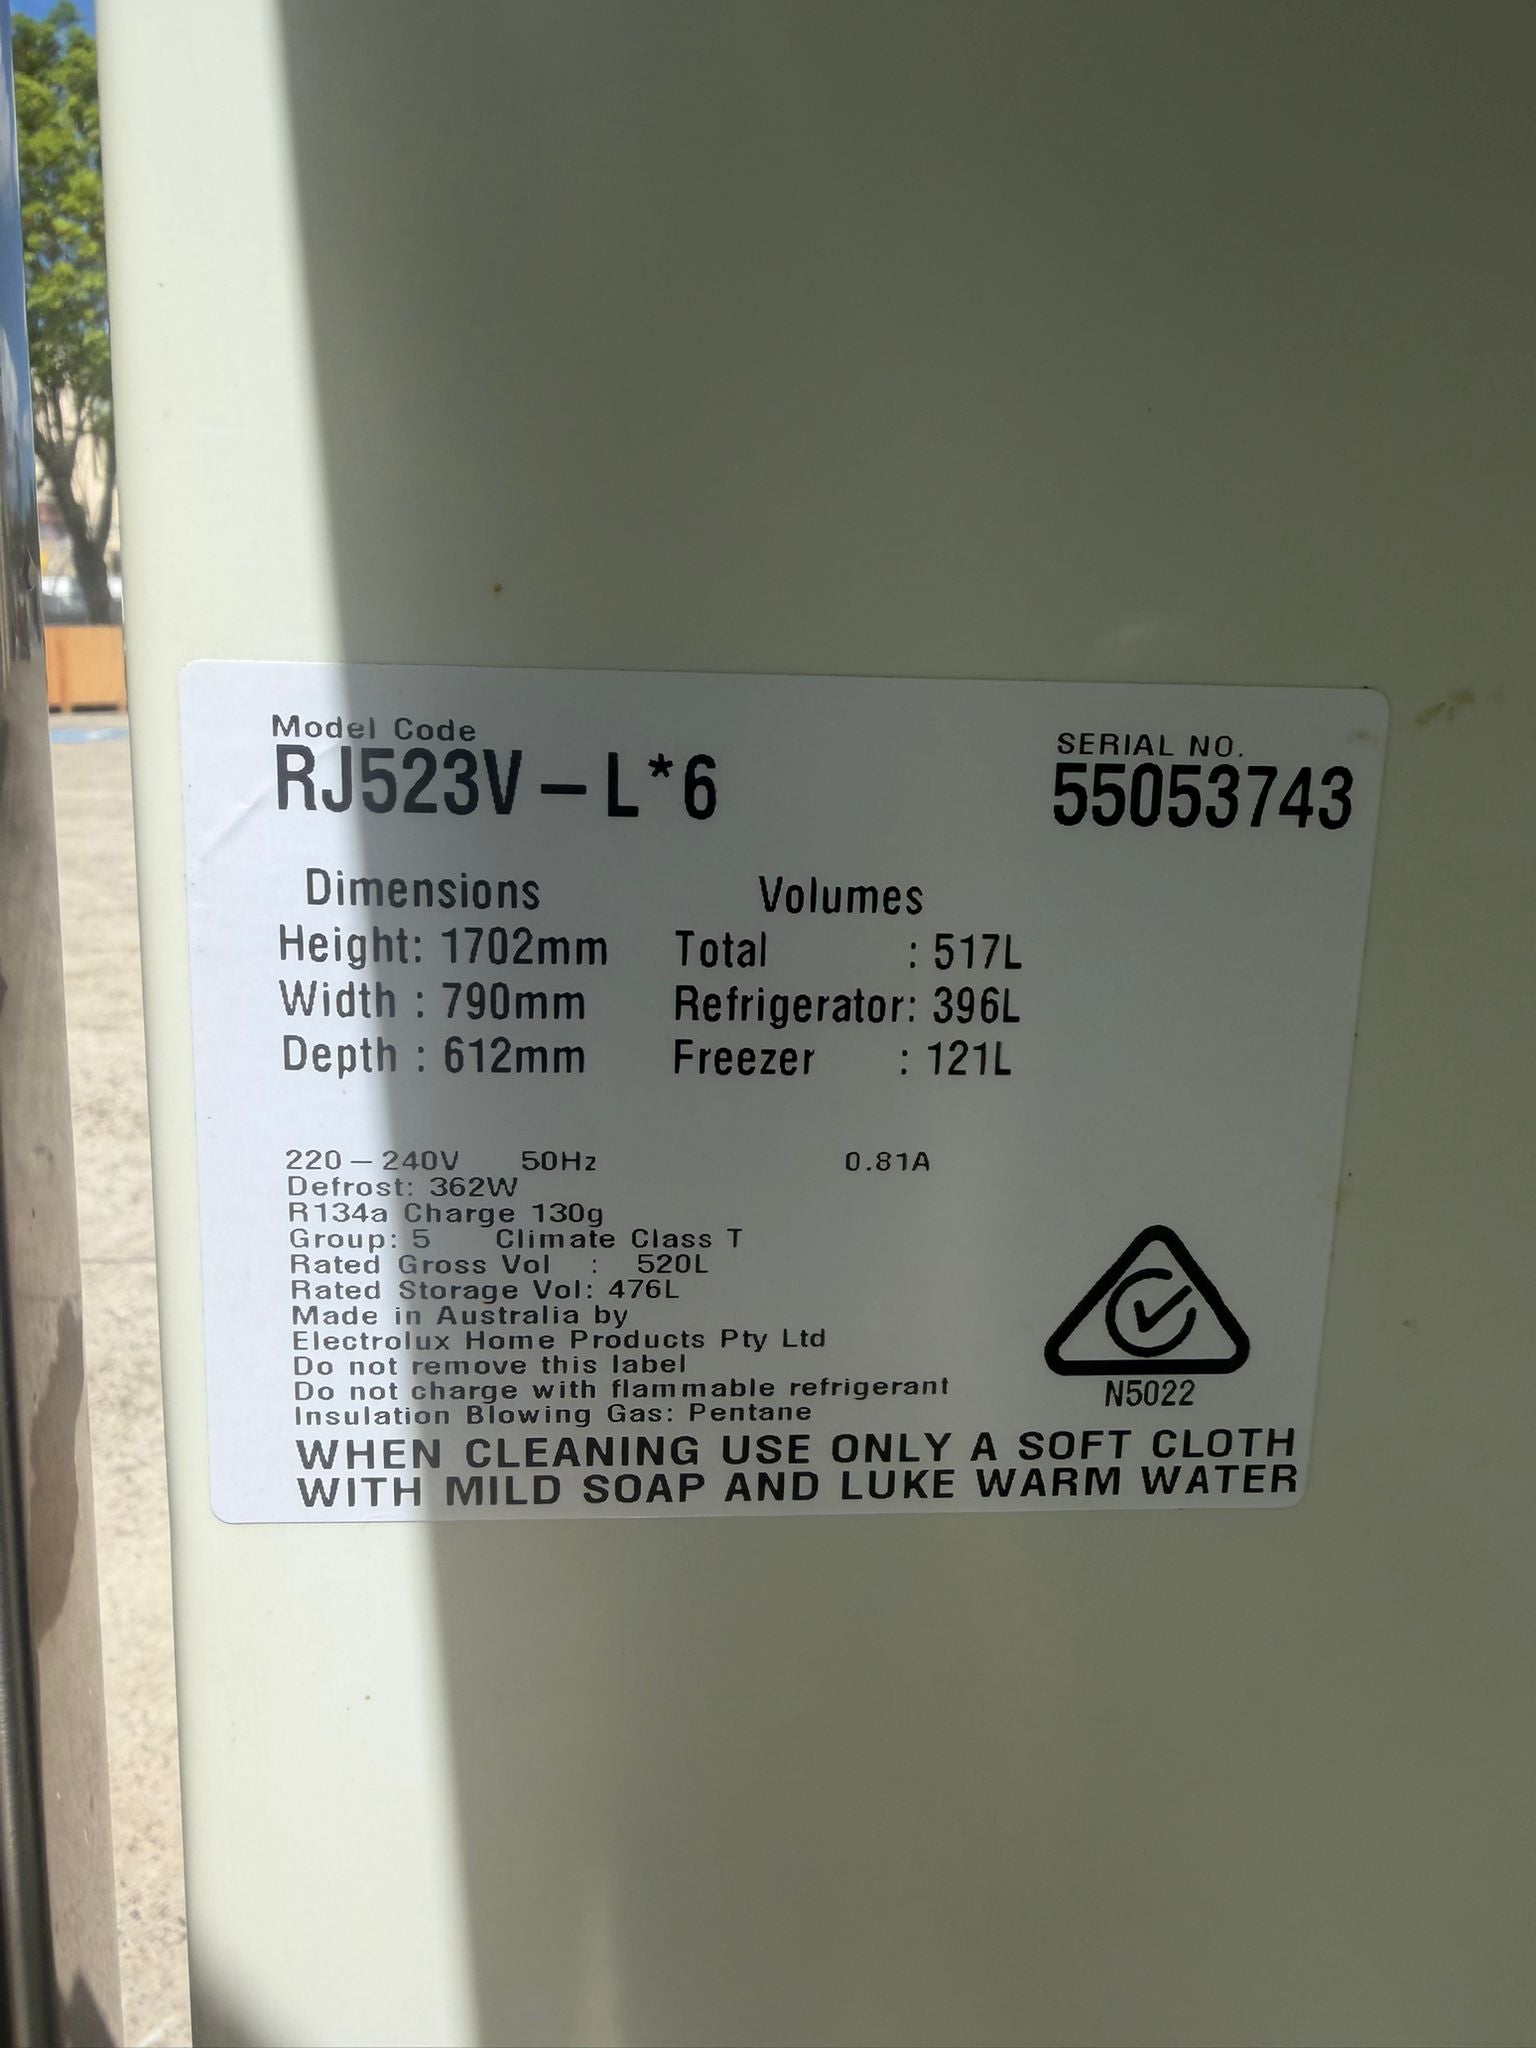 Model Code
RJ523V-L*6
SERIAL NO.
55053743
Dimensions
Height: 1702mm
Width : 790mm
Depth : 612mm
Volumes
Total : 517L
Refrigerator: 396L
Freezer : 121L
220-240V 50Hz 0.81A
Defrost: 362W
R134a Charge 130g
Group: 5 Climate Class T
Rated Gross Vol : 520L
Rated Storage Vol: 476L
Made in Australia by
Electrolux Home Products Pty Ltd
Do not remove this label
Do not charge with flammable refrigerant
Insulation Blowing Gas: Pentane
N5022
WHEN CLEANING USE ONLY A SOFT CLOTH
WITH MILD SOAP AND LUKE WARM WATER